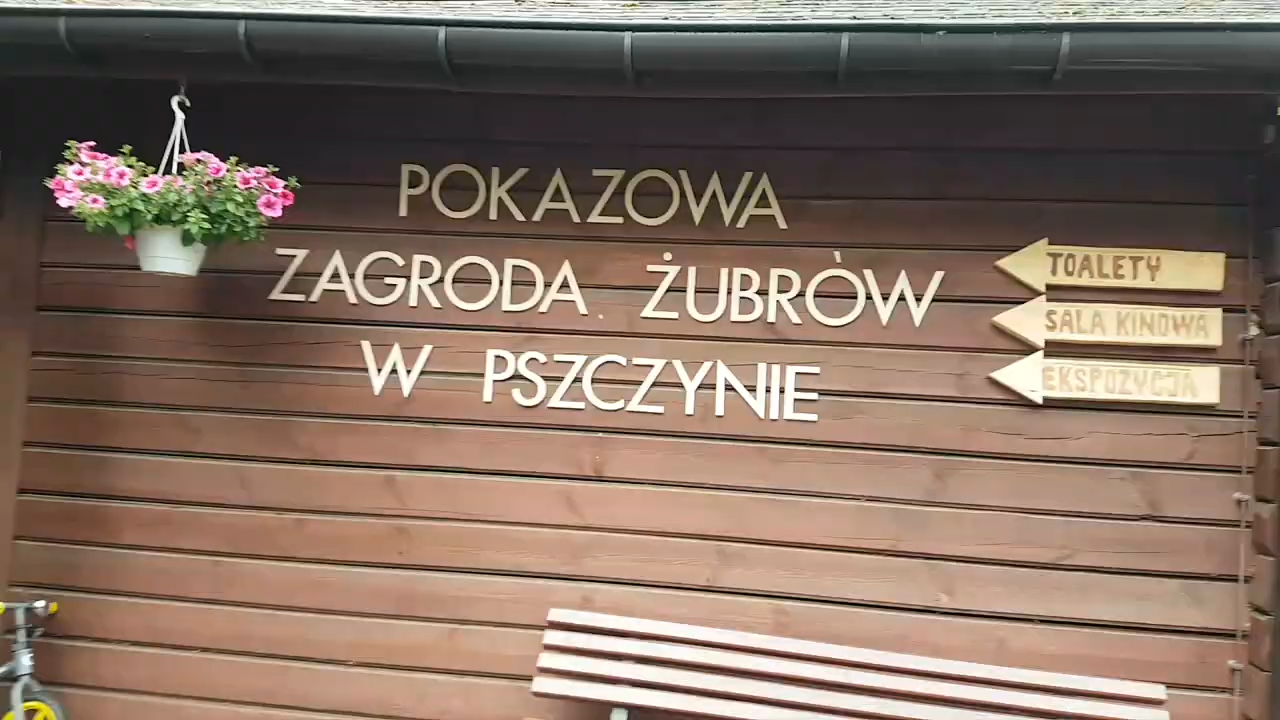 POKAZOWA
ZAGRODA ŻUBRÓW
W PSZCZYNIE
TOALETY
SALA KINOWA
EKSPOZYCJA